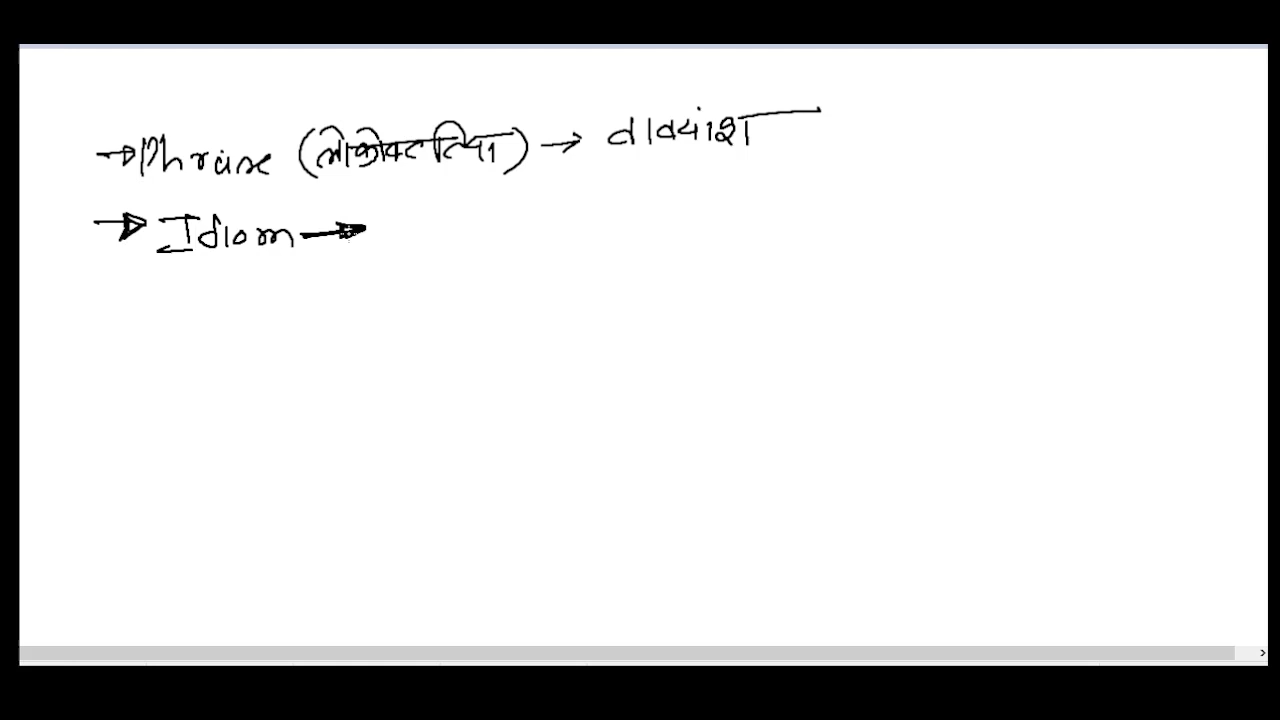 → Phrase (लोकोक्तियाँ) → वाक्यांश
→ Idiom →